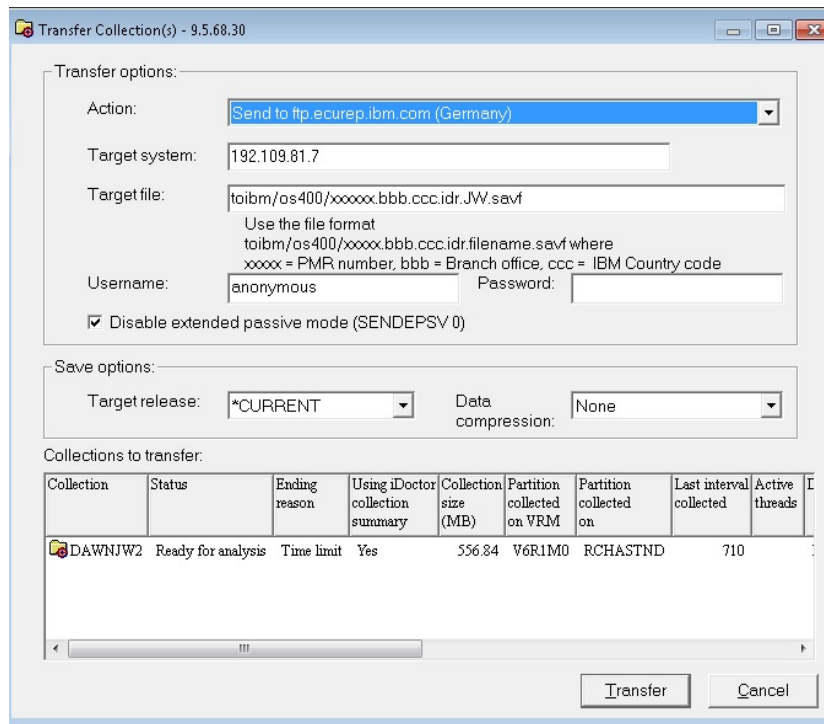 Transfer Collection(s) - 9.5.68.30
Transfer options:
Action: Send to ftp.ecurep.ibm.com (Germany)
Target system: 192.109.81.7
Target file: toibm/os400/xxxxxx.bbb.ccc.idr.JW.savf
Use the file format
toibm/os400/xxxxx.bbb.ccc.idr.filename.savf where
xxxxx = PMR number, bbb = Branch office, ccc = IBM Country code
Username: anonymous Password:
Disable extended passive mode (SENDEPSV 0)
Save options:
Target release: *CURRENT Data compression: None
Collections to transfer:
Collection Status Ending reason Using iDoctor collection summary Collection size (MB) Partition collected on VRM Partition collected on Last interval collected Active threads
DAWNJW2 Ready for analysis Time limit Yes 556.84 V6R1M0 RCHASTND 710
Transfer Cancel